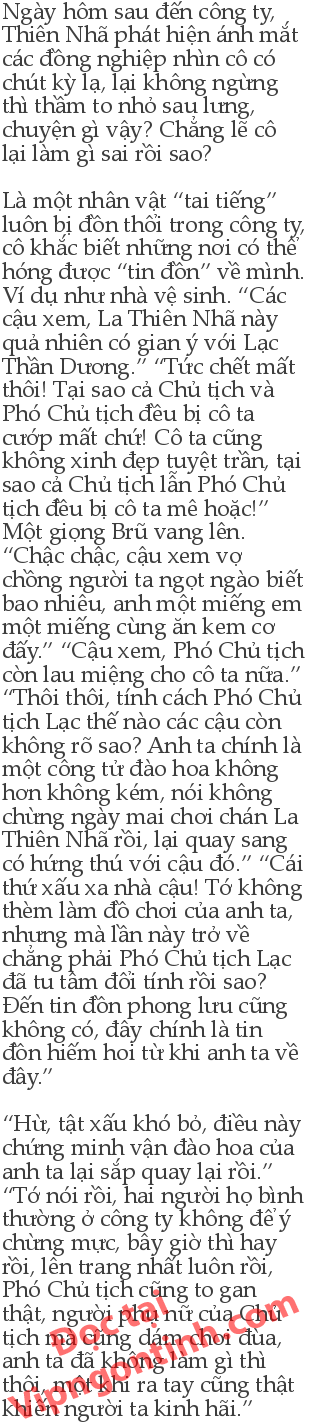 Ngày hôm sau đến công ty,
Thiên Nhã phát hiện ánh mắt
các đồng nghiệp nhìn cô có
chút kỳ lạ, lại không ngừng
thì thầm to nhỏ sau lưng,
chuyện gì vậy? Chẳng lẽ cô
lại làm gì sai rồi sao?
Là một nhân vật “tai tiếng”
luôn bị đồn thổi trong công ty,
cô khắc biết những nơi có thể
hóng được “tin đồn” về mình.
Ví dụ như nhà vệ sinh. “Các
cậu xem, La Thiên Nhã này
quả nhiên có gian ý với Lạc
Thần Dương.” “Tức chết mất
thôi! Tại sao cả Chủ tịch và
Phó Chủ tịch đều bị cô ta
cướp mất chứ! Cô ta cũng
không xinh đẹp tuyệt trần, tại
sao cả Chủ tịch lẫn Phó Chủ
tịch đều bị cô ta mê hoặc!”
Một giọng Brũ vang lên.
“Chậc chậc, cậu xem vợ
chồng người ta ngọt ngào biết
bao nhiêu, anh một miếng em
một miếng cùng ăn kem cơ
đấy.” “Cậu xem, Phó Chủ tịch
còn lau miệng cho cô ta nữa.”
“Thôi thôi, tính cách Phó Chủ
tịch Lạc thế nào các cậu còn
không rõ sao? Anh ta chính là
một công tử đào hoa không
hơn không kém, nói không
chừng ngày mai chơi chán La
Thiên Nhã rồi, lại quay sang
có hứng thú với cậu đó.” “Cái
thứ xấu xa nhà cậu! Tớ không
thèm làm đồ chơi của anh ta,
nhưng mà lần này trở về
chẳng phải Phó Chủ tịch Lạc
đã tu tâm đổi tính rồi sao?
Đến tin đồn phong lưu cũng
không có, đây chính là tin
đồn hiếm hoi từ khi anh ta về
đây.”
“Hừ, tật xấu khó bỏ, điều này
chứng minh vận đào hoa của
anh ta lại sắp quay lại rồi.”
“Tớ nói rồi, hai người họ bình
thường ở công ty không để ý
chừng mực, bây giờ thì hay
rồi, lên trang nhất luôn rồi,
Phó Chủ tịch cũng to gan
thật, người phụ nữ của Chủ
tịch mà cũng dám chơi đùa,
anh ta đã không làm gì thì
thôi, một khi ra tay cũng thật
khiến người ta kinh hãi.”
Đọc tại
Vipngontinh.com